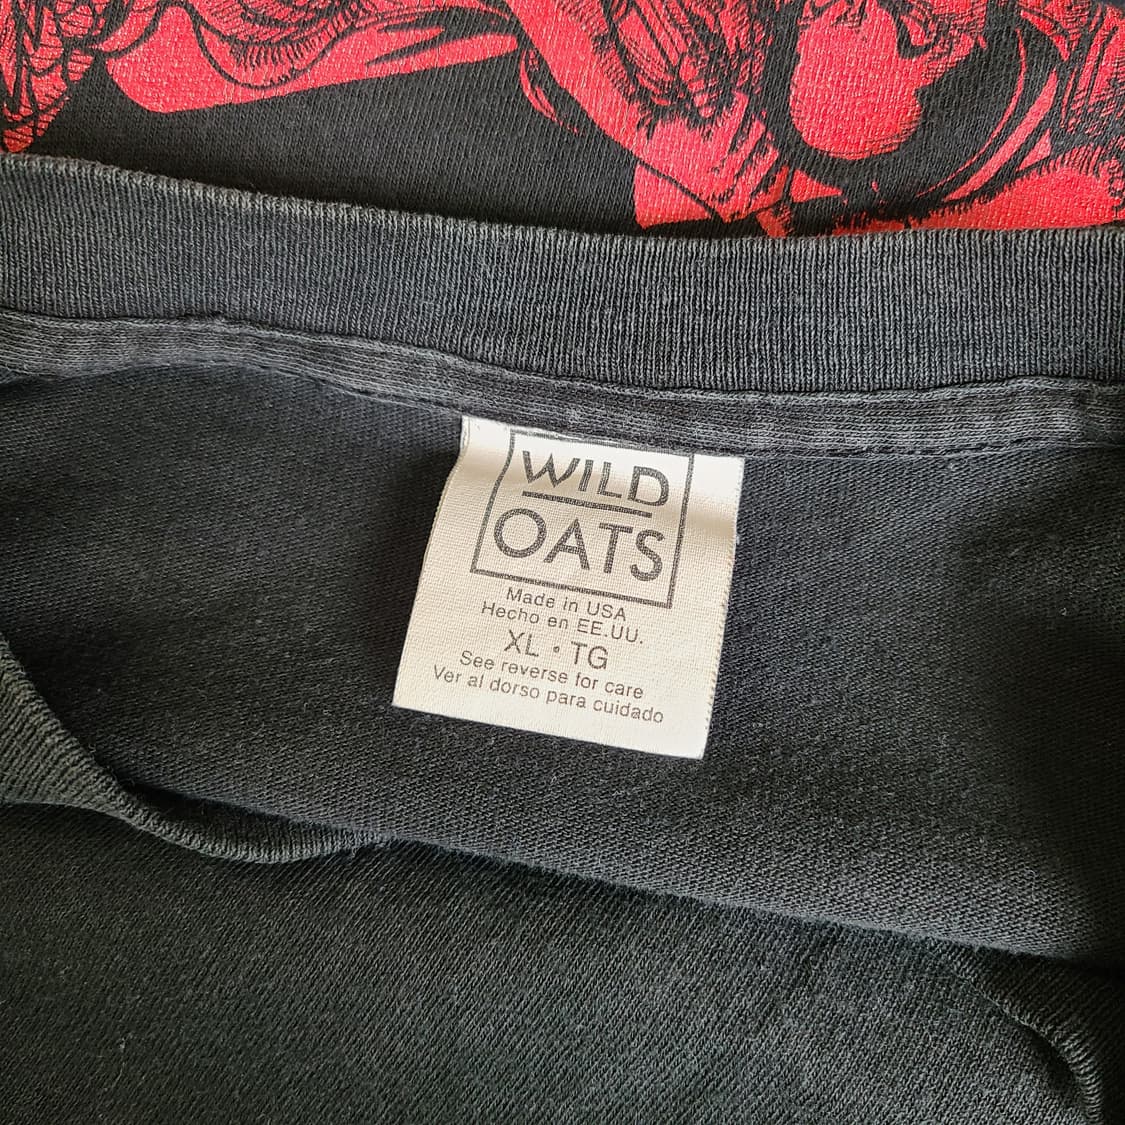 WILD
OATS
Made in USA
Hecho en EE.UU.
XL • TG
See reverse for care
Ver al dorso para cuidado